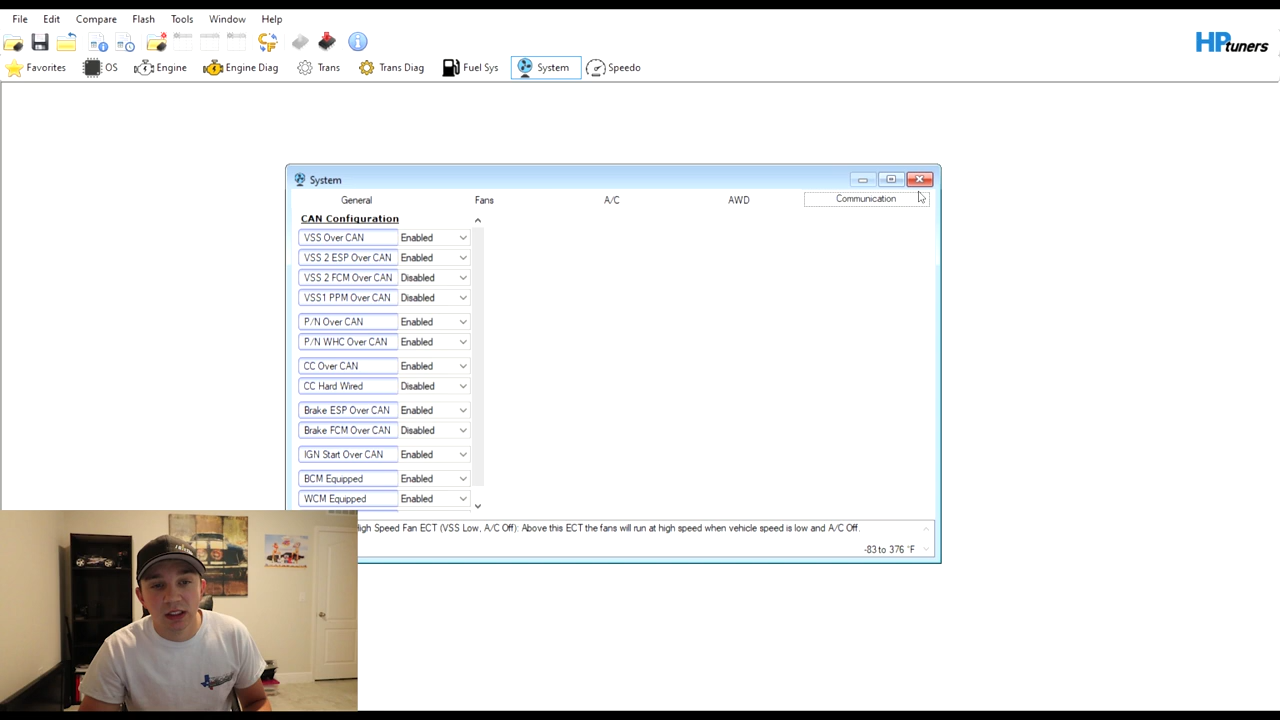 File Edit Compare Flash Tools Window Help
HPtuners
Favorites OS Engine Engine Diag Trans Trans Diag Fuel Sys System Speedo
System
General Fans A/C AWD Communication
CAN Configuration
VSS Over CAN Enabled
VSS 2 ESP Over CAN Enabled
VSS 2 FCM Over CAN Disabled
VSS1 PPM Over CAN Disabled
P/N Over CAN Enabled
P/N WHC Over CAN Enabled
CC Over CAN Enabled
CC Hard Wired Disabled
Brake ESP Over CAN Enabled
Brake FCM Over CAN Disabled
IGN Start Over CAN Enabled
BCM Equipped Enabled
WCM Equipped Enabled
High Speed Fan ECT (VSS Low, A/C Off): Above this ECT the fans will run at high speed when vehicle speed is low and A/C Off.
-83 to 376 °F